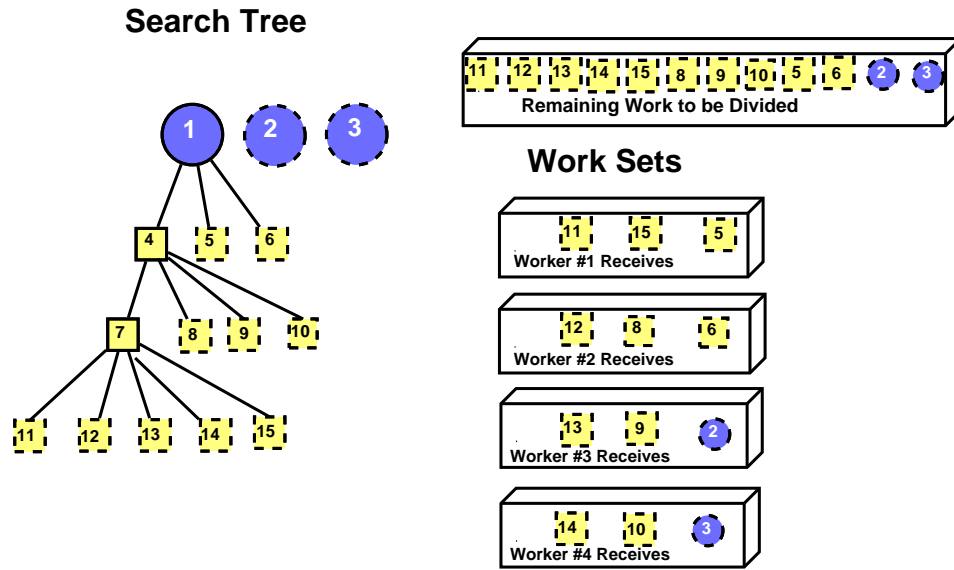 Search Tree
11 12 13 14 15 8 9 10 5 6 2 3
Remaining Work to be Divided
1 2 3
Work Sets
4 5 6
11 15 5
Worker #1 Receives
7 8 9 10
12 8 6
Worker #2 Receives
11 12 13 14 15
13 9 2
Worker #3 Receives
14 10 3
Worker #4 Receives